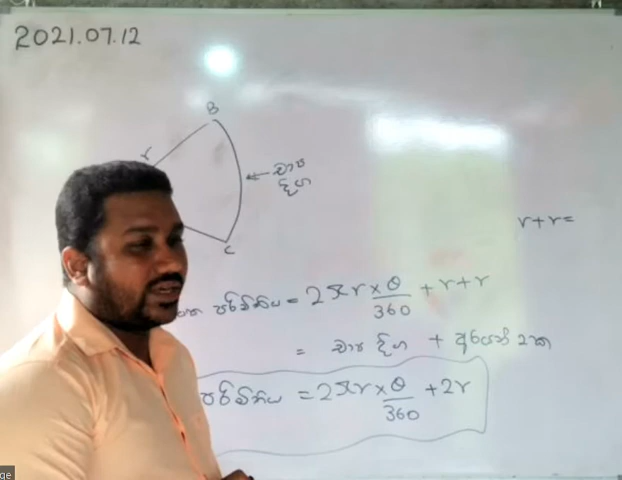 2021.07.12
B
r
චාප
දිග
C
r+r=
පරිමිතිය = 2πr × θ/360 + r+r
= චාප දිග + අරයන් 2ක
පරිමිතිය = 2πr × θ/360 + 2r